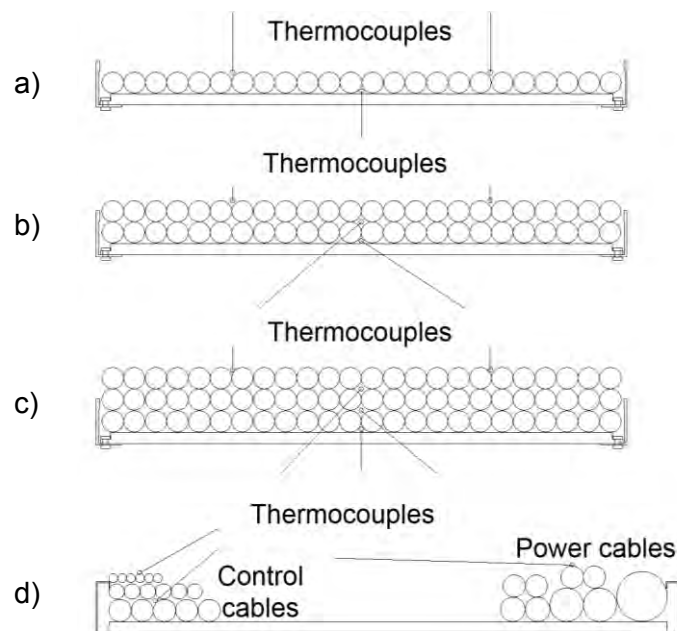 Thermocouples
a)
Thermocouples
b)
Thermocouples
c)
Thermocouples
Power cables
Control
cables
d)